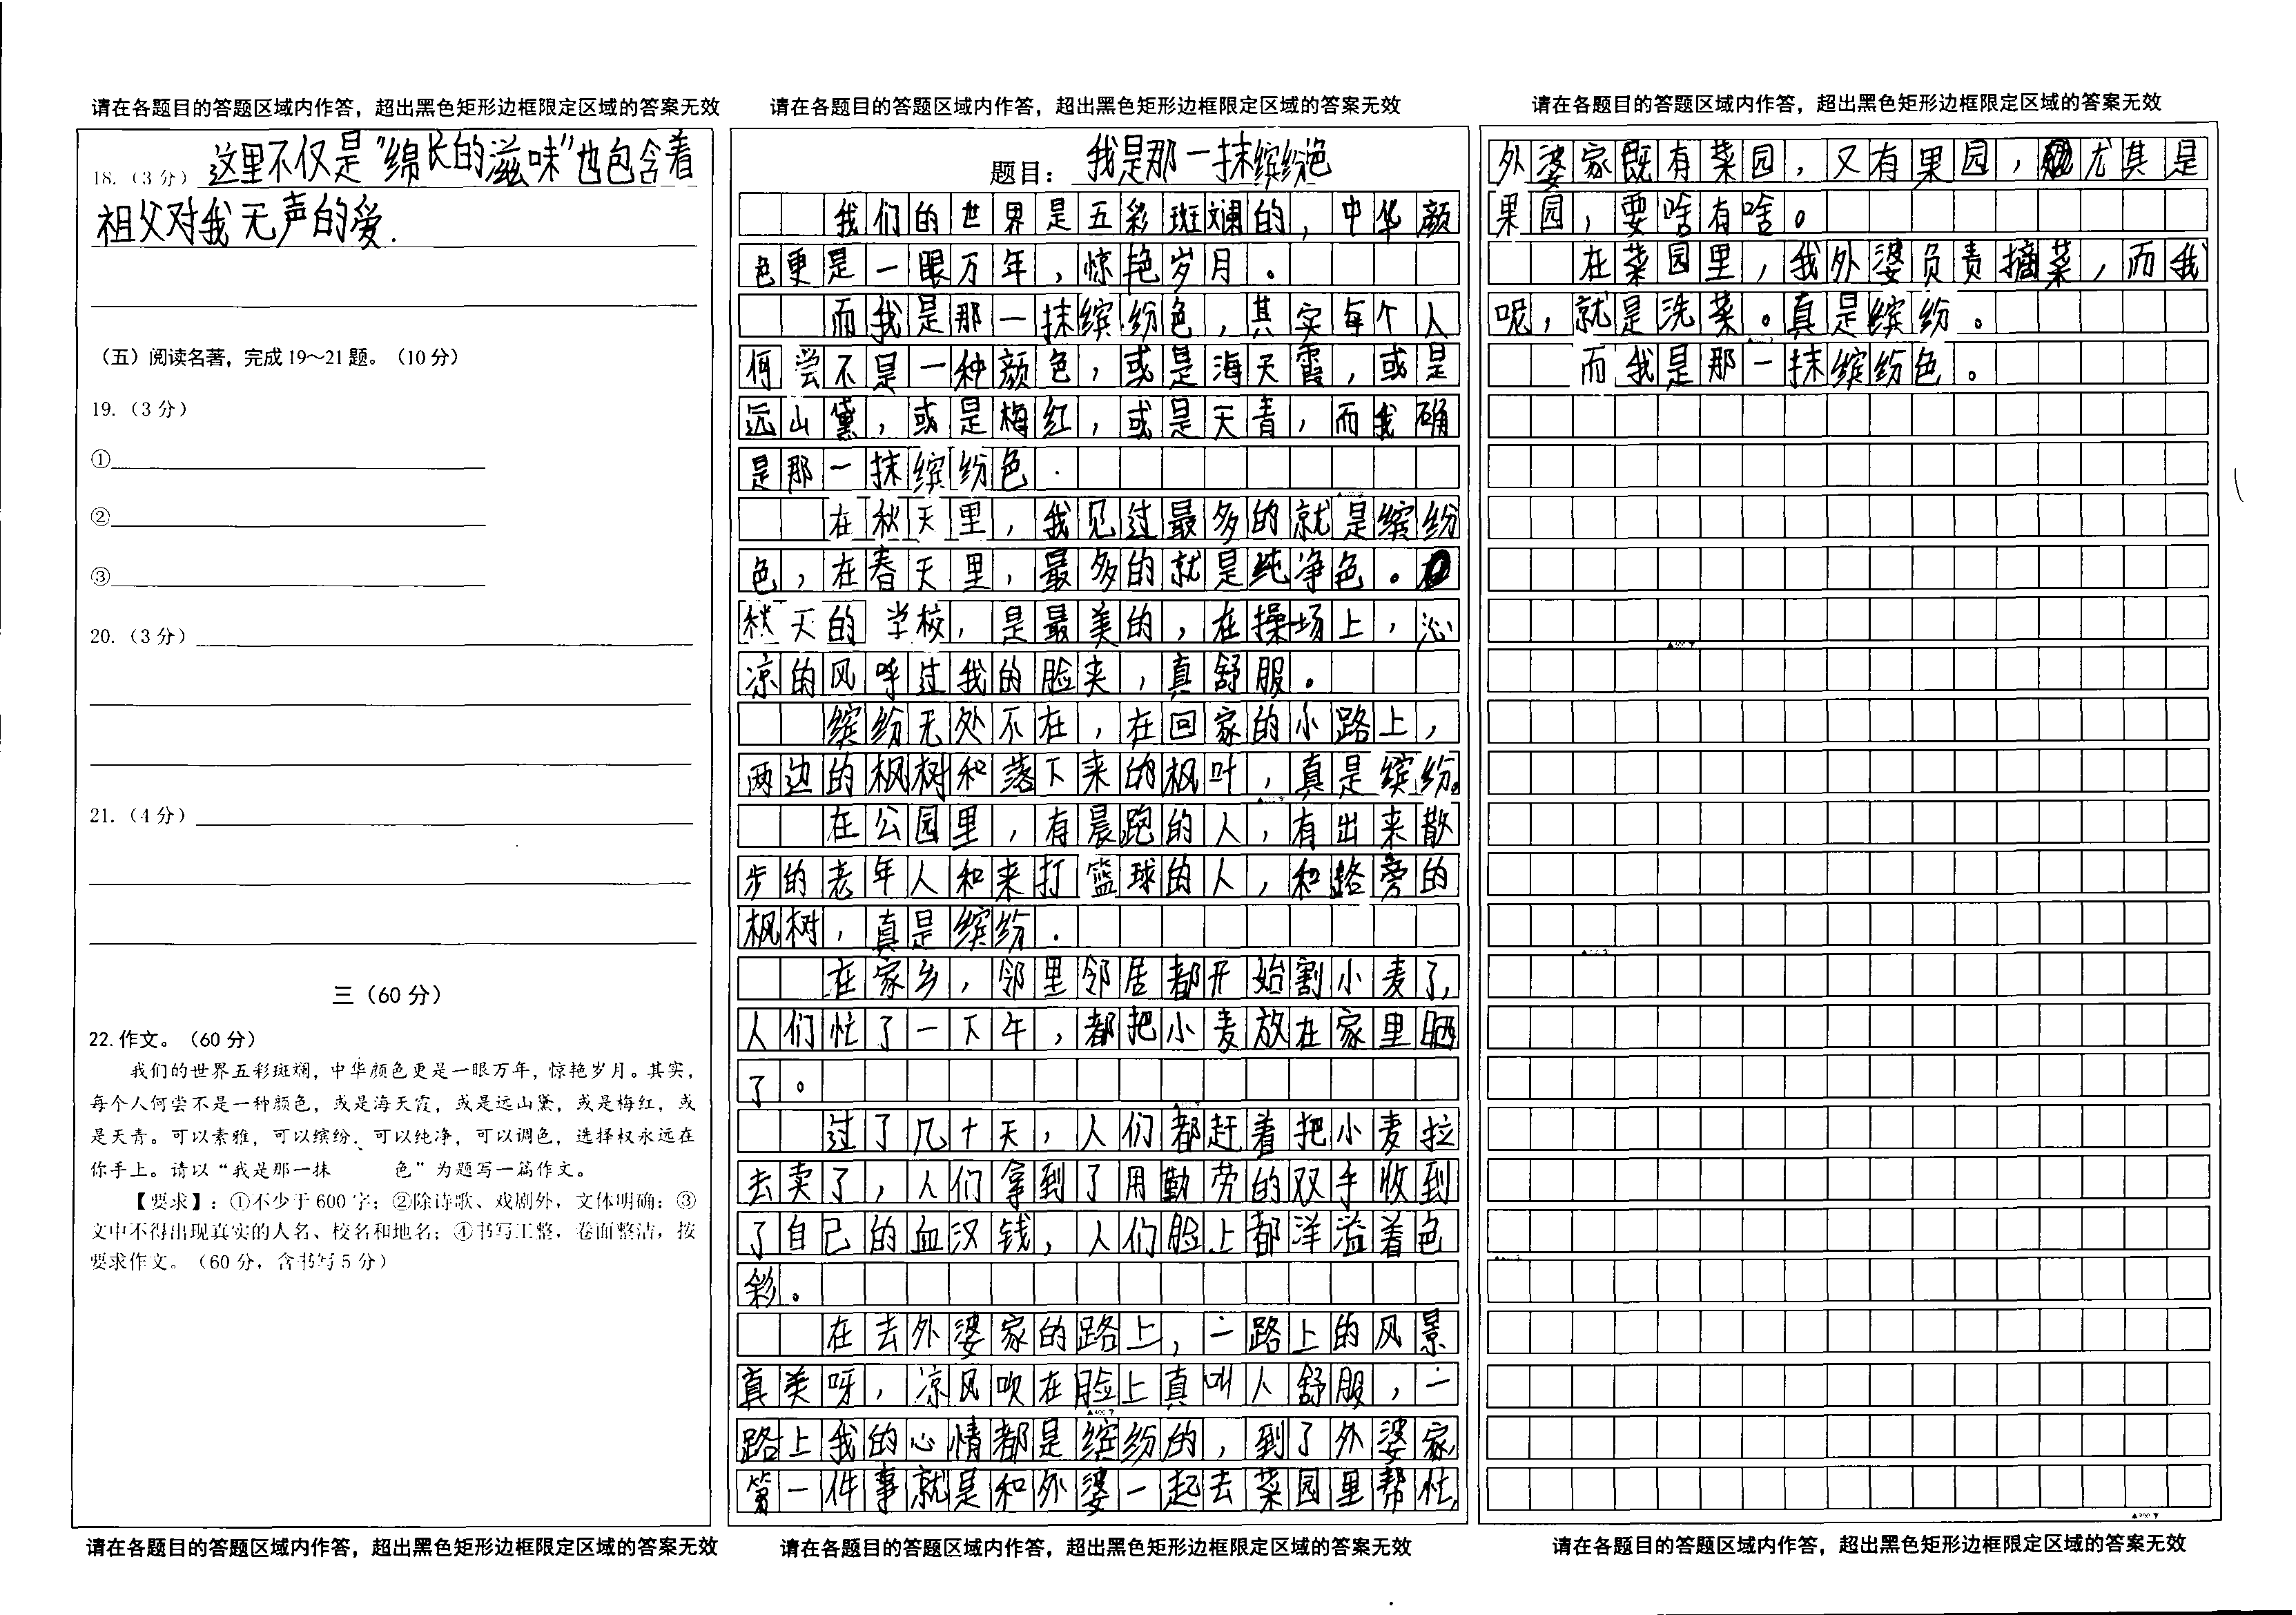 请在各题目的答题区域内作答，超出黑色矩形边框限定区域的答案无效
18.（3分）这里不仅是"绵长的滋味"也包含着
祖父对我无声的爱.
（五）阅读名著，完成19～21题。（10分）
19.（3分）
①
②
③
20.（3分）
21.（4分）
三（60分）
22.作文。（60分）
我们的世界五彩斑斓，中华颜色更是一眼万年，惊艳岁月。其实，
每个人何尝不是一种颜色，或是海天霞，或是远山黛，或是梅红，或
是天青。可以素雅，可以缤纷、可以纯净，可以调色，选择权永远在
你手上。请以“我是那一抹 色”为题写一篇作文。
【要求】：①不少于600字；②除诗歌、戏剧外，文体明确；③
文中不得出现真实的人名、校名和地名；④书写工整，卷面整洁，按
要求作文。（60分，含书写5分）
请在各题目的答题区域内作答，超出黑色矩形边框限定区域的答案无效
请在各题目的答题区域内作答，超出黑色矩形边框限定区域的答案无效
题目：我是那一抹缤纷色
我们的世界是五彩斑斓的，中华颜
色更是一眼万年，惊艳岁月。
而我是那一抹缤纷色，其实每个人
何尝不是一种颜色，或是海天霞，或是
远山黛，或是梅红，或是天青，而我确
是那一抹缤纷色.
在秋天里，我见过最多的就是缤纷
色，在春天里，最多的就是纯净色。
秋天的学校，是最美的，在操场上，沁
凉的风呼过我的脸夹，真舒服。
缤纷无处不在，在回家的小路上，
两边的枫树和落下来的枫叶，真是缤纷。
在公园里，有晨跑的人，有出来散
步的老年人和来打篮球的人，和路旁的
枫树，真是缤纷.
在家乡，邻里邻居都开始割小麦了，
人们忙了一下午，都把小麦放在家里晒
了。
过了几十天，人们都赶着把小麦拉
去卖了，人们拿到了用勤劳的双手收到
了自己的血汉钱，人们脸上都洋溢着色
彩。
在去外婆家的路上，一路上的风景
真美呀，凉风吹在脸上真叫人舒服，一
路上我的心情都是缤纷的，到了外婆家，
第一件事就是和外婆一起去菜园里帮忙，
▲400字
请在各题目的答题区域内作答，超出黑色矩形边框限定区域的答案无效
请在各题目的答题区域内作答，超出黑色矩形边框限定区域的答案无效
外婆家既有菜园，又有果园，尤其是
果园，要啥有啥。
在菜园里，我外婆负责摘菜，而我
呢，就是洗菜。真是缤纷。
而我是那一抹缤纷色。
请在各题目的答题区域内作答，超出黑色矩形边框限定区域的答案无效